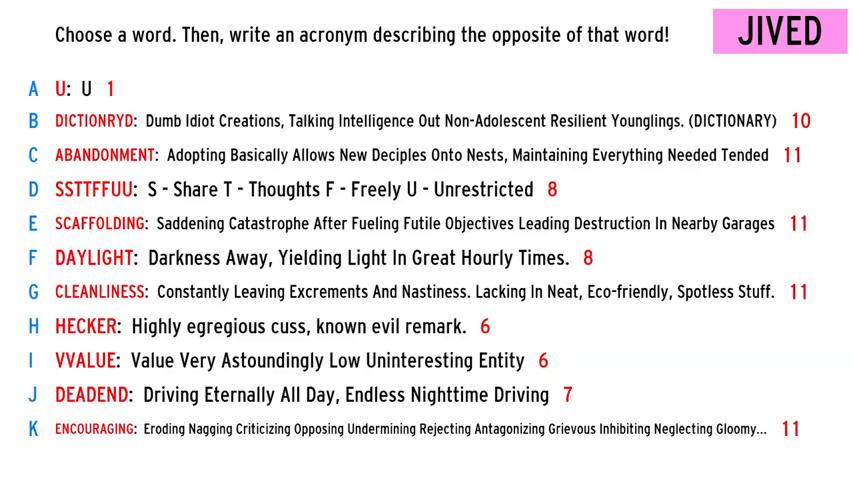 Choose a word. Then, write an acronym describing the opposite of that word!
JIVED
A U: U 1
B DICTIONRYD: Dumb Idiot Creations, Talking Intelligence Out Non-Adolescent Resilient Younglings. (DICTIONARY) 10
C ABANDONMENT: Adopting Basically Allows New Deciples Onto Nests, Maintaining Everything Needed Tended 11
D SSTTFFUU: S - Share T - Thoughts F - Freely U - Unrestricted 8
E SCAFFOLDING: Saddening Catastrophe After Fueling Futile Objectives Leading Destruction In Nearby Garages 11
F DAYLIGHT: Darkness Away, Yielding Light In Great Hourly Times. 8
G CLEANLINESS: Constantly Leaving Excrements And Nastiness. Lacking In Neat, Eco-friendly, Spotless Stuff. 11
H HECKER: Highly egregious cuss, known evil remark. 6
I VVALUE: Value Very Astoundingly Low Uninteresting Entity 6
J DEADEND: Driving Eternally All Day, Endless Nighttime Driving 7
K ENCOURAGING: Eroding Nagging Criticizing Opposing Undermining Rejecting Antagonizing Grievous Inhibiting Neglecting Gloomy... 11